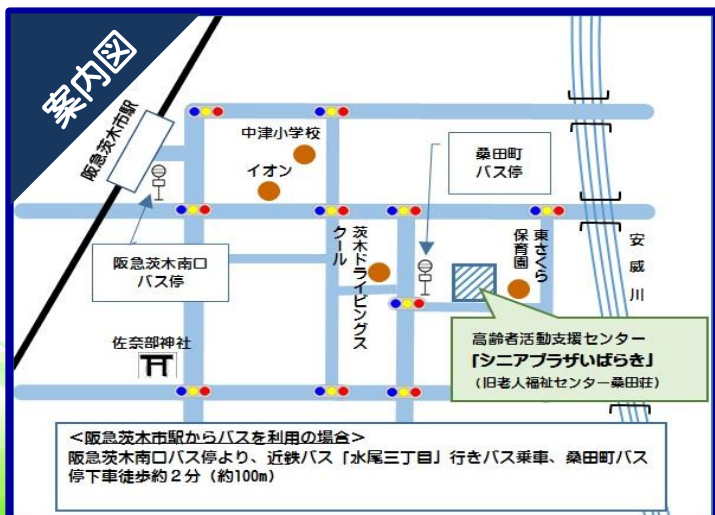 案内図
阪急茨木市駅
中津小学校
イオン
桑田町
バス停
阪急茨木南口
バス停
茨木ドライビングス
クール
東さくら
保育園
安威川
佐奈部神社
高齢者活動支援センター
「シニアプラザいばらき」
（旧老人福祉センター桑田荘）
＜阪急茨木市駅からバスを利用の場合＞
阪急茨木南口バス停より、近鉄バス「水尾三丁目」行きバス乗車、桑田町バス
停下車徒歩約２分（約100m）